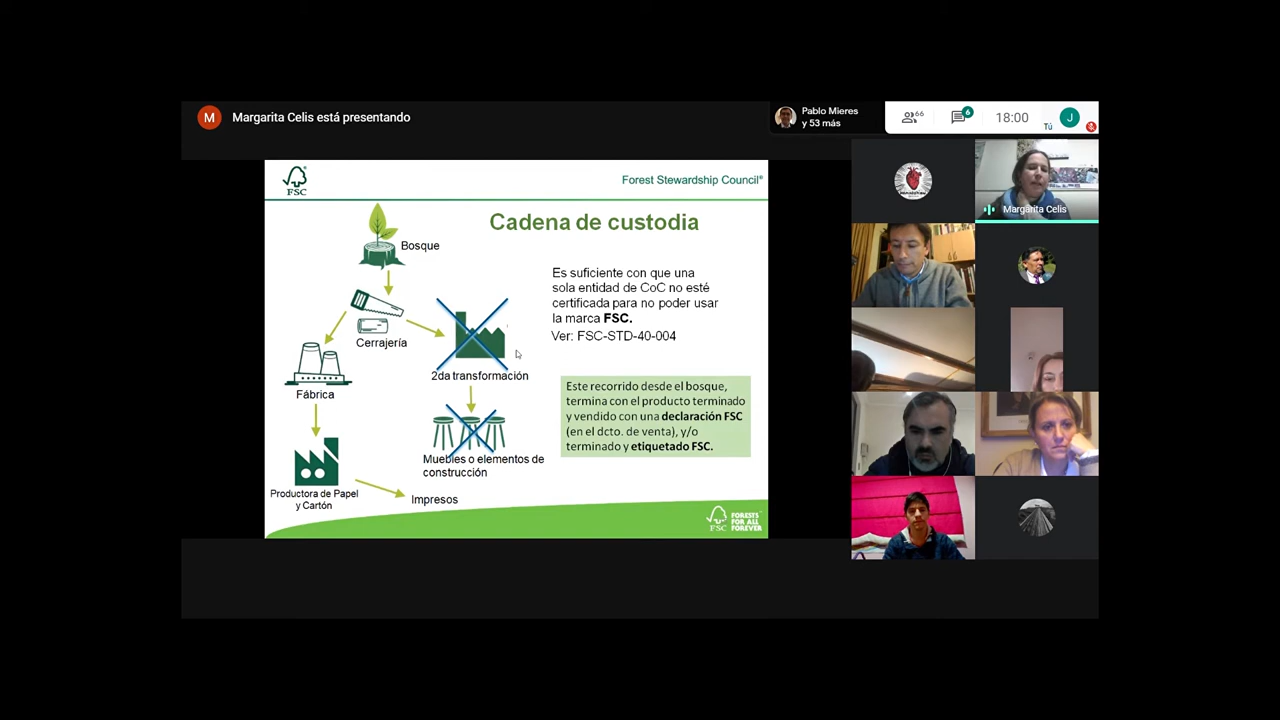 M
Margarita Celis está presentando
Pablo Mieres
y 53 más
66
6
18:00
Tú
J
FSC
Forest Stewardship Council®
Cadena de custodia
Bosque
Cerrajería
Fábrica
2da transformación
Muebles o elementos de
construcción
Productora de Papel
y Cartón
Impresos
Es suficiente con que una
sola entidad de CoC no esté
certificada para no poder usar
la marca FSC.
Ver: FSC-STD-40-004
Este recorrido desde el bosque,
termina con el producto terminado
y vendido con una declaración FSC
(en el dcto. de venta), y/o
terminado y etiquetado FSC.
FSC
FORESTS
FOR ALL
FOREVER
Margarita Celis